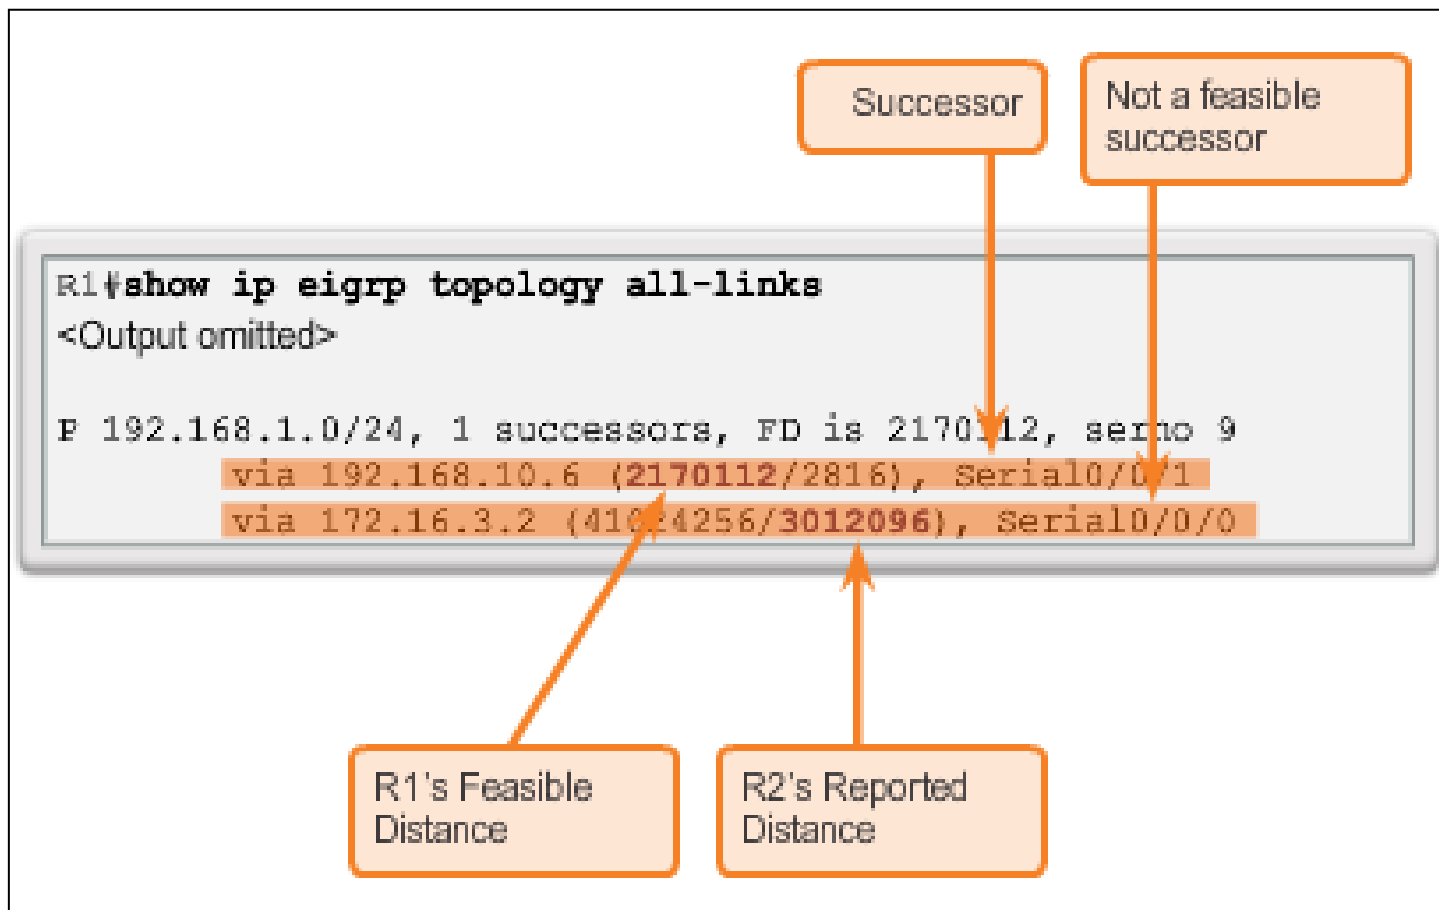 Successor
Not a feasible
successor
R1#show ip eigrp topology all-links
<Output omitted>
P 192.168.1.0/24, 1 successors, FD is 2170112, serno 9
via 192.168.10.6 (2170112/2816), Serial0/0/1
via 172.16.3.2 (41024256/3012096), Serial0/0/0
R1's Feasible
Distance
R2's Reported
Distance